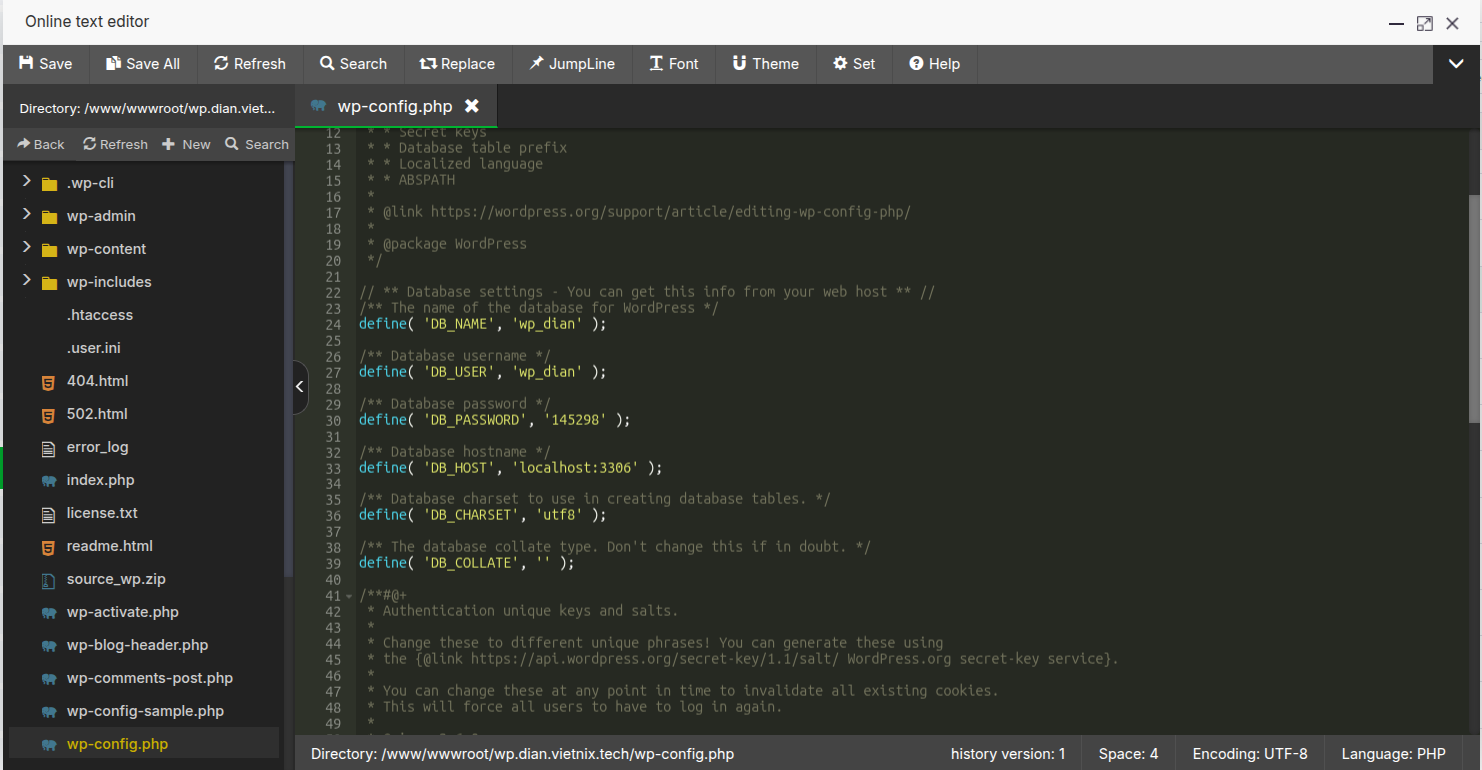 Online text editor
Save Save All Refresh Search Replace JumpLine Font Theme Set Help
Directory: /www/wwwroot/wp.dian.viet...
Back Refresh New Search
.wp-cli
wp-admin
wp-content
wp-includes
.htaccess
.user.ini
404.html
502.html
error_log
index.php
license.txt
readme.html
source_wp.zip
wp-activate.php
wp-blog-header.php
wp-comments-post.php
wp-config-sample.php
wp-config.php
wp-config.php
12 * * Secret keys
13 * * Database table prefix
14 * * Localized language
15 * * ABSPATH
16 *
17 * @link https://wordpress.org/support/article/editing-wp-config-php/
18 *
19 * @package WordPress
20 */
21
22 // ** Database settings - You can get this info from your web host ** //
23 /** The name of the database for WordPress */
24 define( 'DB_NAME', 'wp_dian' );
25
26 /** Database username */
27 define( 'DB_USER', 'wp_dian' );
28
29 /** Database password */
30 define( 'DB_PASSWORD', '145298' );
31
32 /** Database hostname */
33 define( 'DB_HOST', 'localhost:3306' );
34
35 /** Database charset to use in creating database tables. */
36 define( 'DB_CHARSET', 'utf8' );
37
38 /** The database collate type. Don't change this if in doubt. */
39 define( 'DB_COLLATE', '' );
40
41 /**#@+
42 * Authentication unique keys and salts.
43 *
44 * Change these to different unique phrases! You can generate these using
45 * the {@link https://api.wordpress.org/secret-key/1.1/salt/ WordPress.org secret-key service}.
46 *
47 * You can change these at any point in time to invalidate all existing cookies.
48 * This will force all users to have to log in again.
49 *
Directory: /www/wwwroot/wp.dian.vietnix.tech/wp-config.php history version: 1 Space: 4 Encoding: UTF-8 Language: PHP